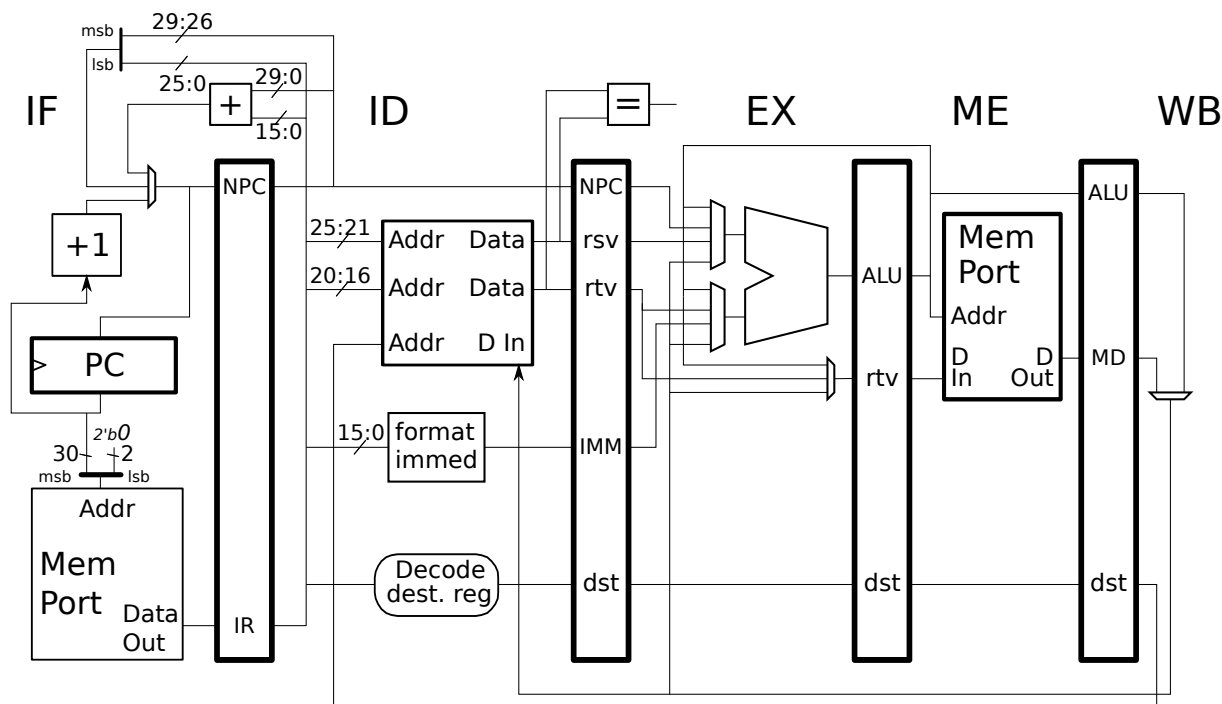 29:26
msb
lsb
25:0
29:0
15:0
+
=
IF
ID
EX
ME
WB
NPC
NPC
ALU
+1
25:21
Addr
Data
rsv
20:16
Addr
Data
rtv
Addr
D In
ALU
Mem
Port
Addr
D
In
D
Out
MD
PC
rtv
2'b0
30
2
msb
lsb
15:0
format
immed
IMM
Addr
Mem
Port
Data
Out
IR
Decode
dest. reg
dst
dst
dst